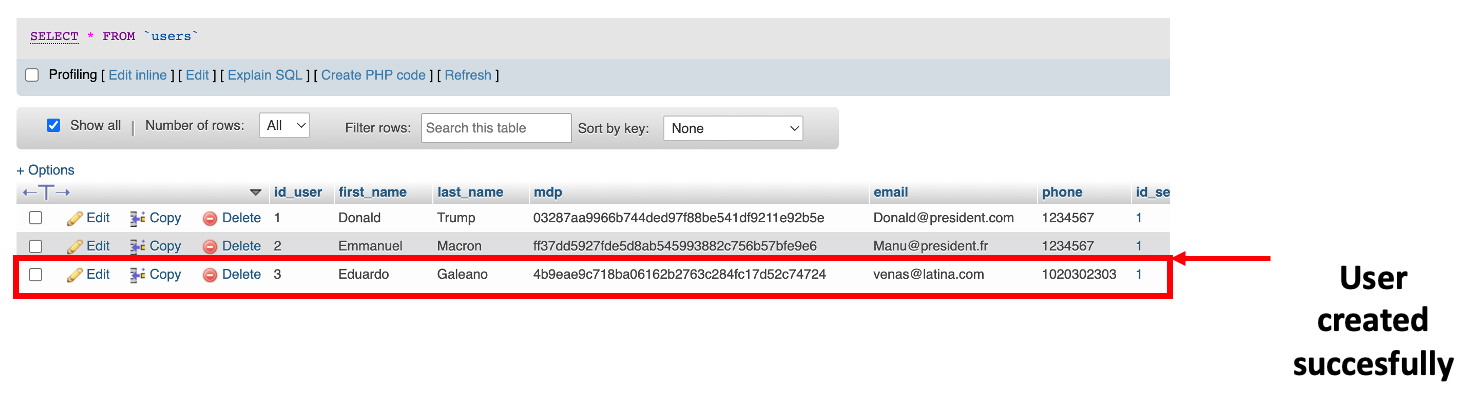 SELECT * FROM `users`
Profiling [ Edit inline ] [ Edit ] [ Explain SQL ] [ Create PHP code ] [ Refresh ]
Show all | Number of rows: All Filter rows: Search this table Sort by key: None
+ Options
←T→ id_user first_name last_name mdp email phone id_se
Edit Copy Delete 1 Donald Trump 03287aa9966b744ded97f88be541df9211e92b5e Donald@president.com 1234567 1
Edit Copy Delete 2 Emmanuel Macron ff37dd5927fde5d8ab545993882c756b57bfe9e6 Manu@president.fr 1234567 1
Edit Copy Delete 3 Eduardo Galeano 4b9eae9c718ba06162b2763c284fc17d52c74724 venas@latina.com 1020302303 1
User
created
succesfully